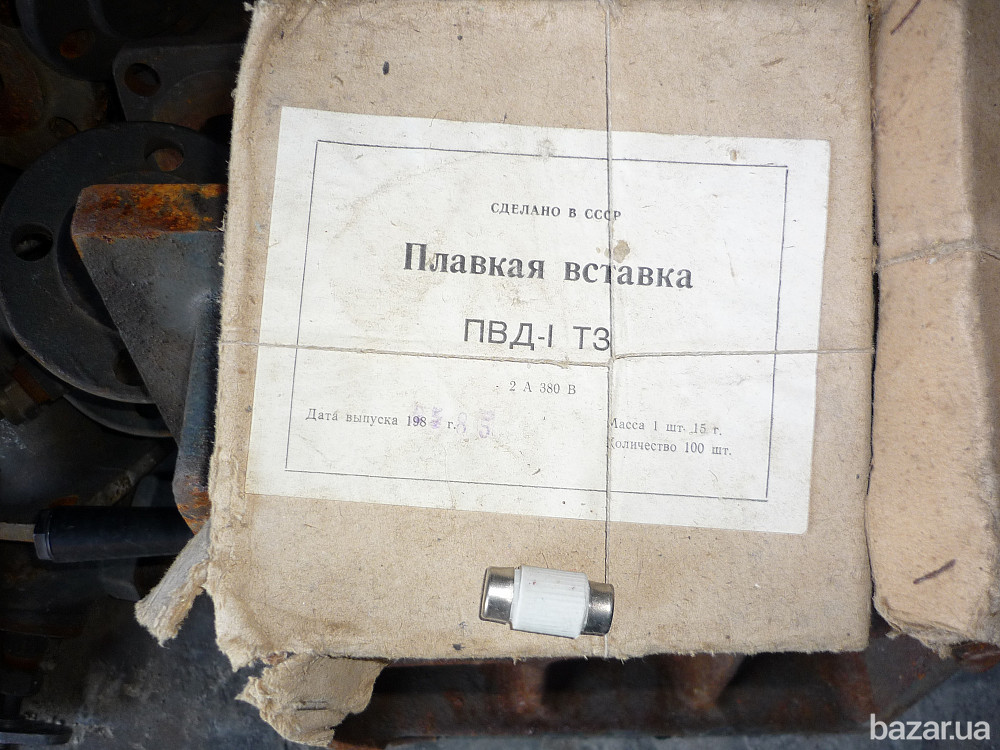 СДЕЛАНО В СССР
Плавкая вставка
ПВД-I Т3
2 А 380 В
Дата выпуска 198 г.
Масса 1 шт. 15 г.
Количество 100 шт.
bazar.ua